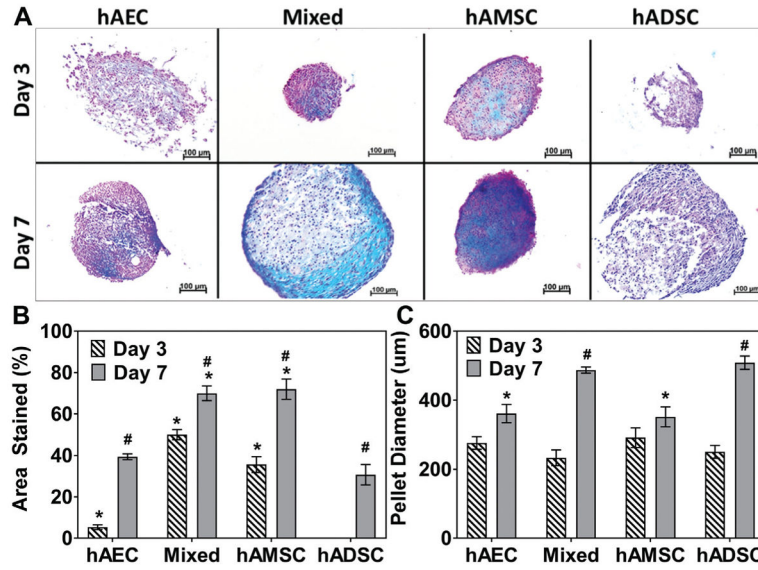 A hAEC Mixed hAMSC hADSC
Day 3
100 µm 100 µm 100 µm 100 µm
Day 7
100 µm 100 µm 100 µm 100 µm
B
Area Stained (%)
100
80
60
40
20
0
Day 3
Day 7
* # * # * # * * #
hAEC Mixed hAMSC hADSC
C
Pellet Diameter (um)
600
400
200
0
Day 3
Day 7
* # * #
hAEC Mixed hAMSC hADSC